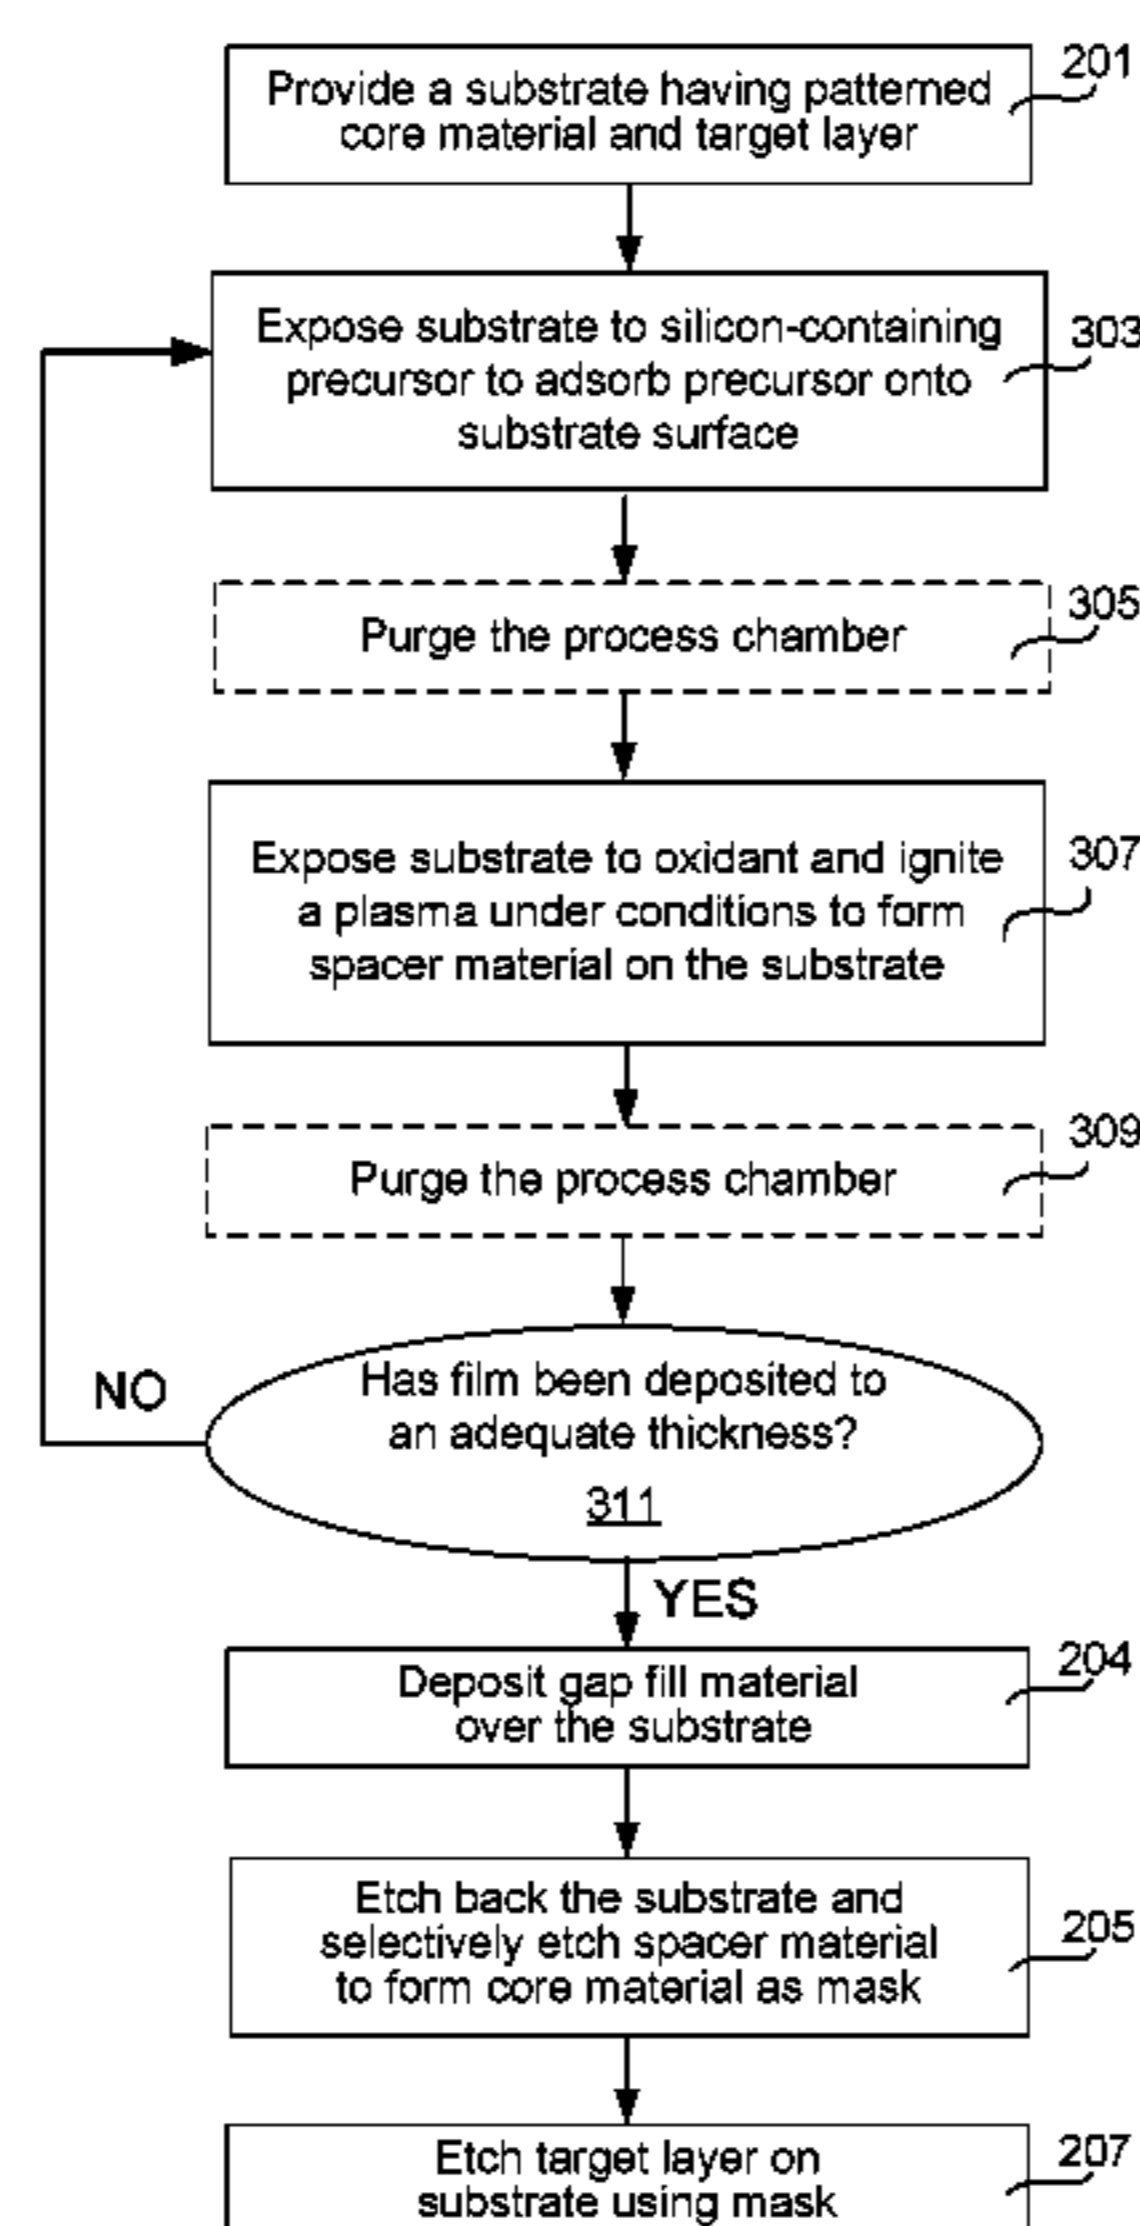 201
Provide a substrate having patterned
core material and target layer
Expose substrate to silicon-containing
303
precursor to adsorb precursor onto
substrate surface
305
Purge the process chamber
307
Expose substrate to oxidant and ignite
a plasma under conditions to form
spacer material on the substrate
309
Purge the process chamber
Has film been deposited to
NO
an adequate thickness?
311
YES
204
Deposit gap fill material
over the substrate
Etch back the substrate and
205
selectively etch spacer material
to form core material as mask
207
Etch target layer on
substrate using mask